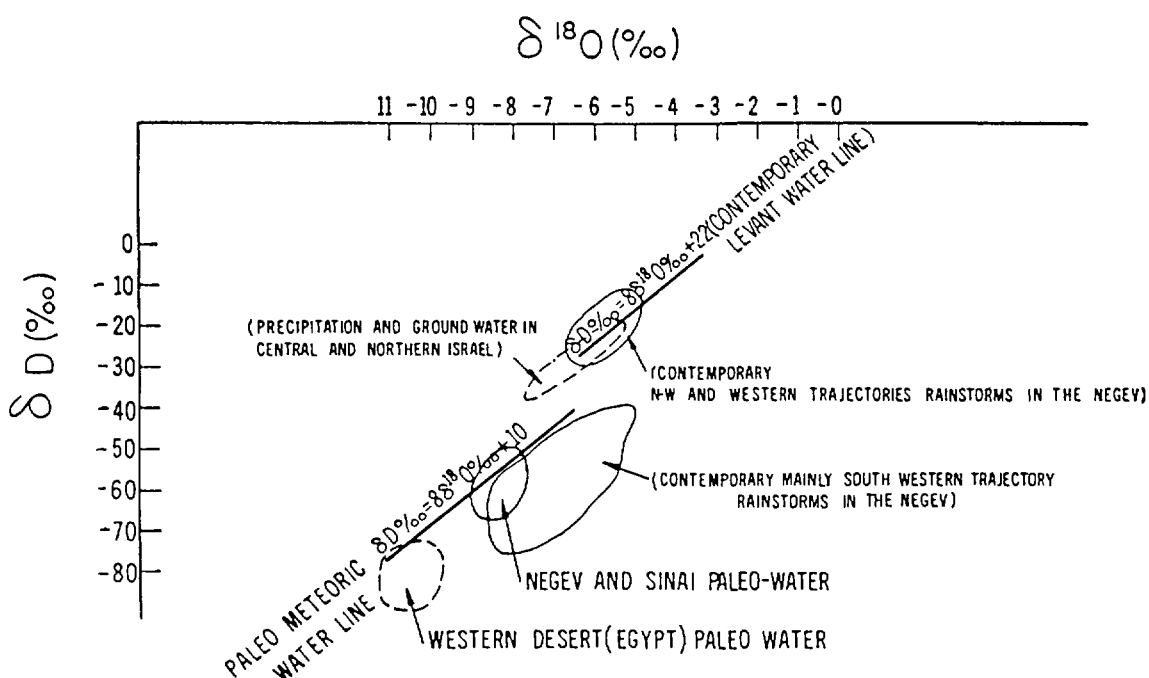 δ ¹⁸O (‰)
11 -10 -9 -8 -7 -6 -5 -4 -3 -2 -1 -0
δ D (‰)
0
-10
-20
-30
-40
-50
-60
-70
-80
δD‰=8δ¹⁸O‰+22(CONTEMPORARY
LEVANT WATER LINE)
(PRECIPITATION AND GROUND WATER IN
CENTRAL AND NORTHERN ISRAEL)
(CONTEMPORARY
N-W AND WESTERN TRAJECTORIES RAINSTORMS IN THE NEGEV)
δD‰=8δ¹⁸O‰+10
(CONTEMPORARY MAINLY SOUTH WESTERN TRAJECTORY
RAINSTORMS IN THE NEGEV)
NEGEV AND SINAI PALEO-WATER
PALEO METEORIC
WATER LINE
WESTERN DESERT(EGYPT) PALEO WATER